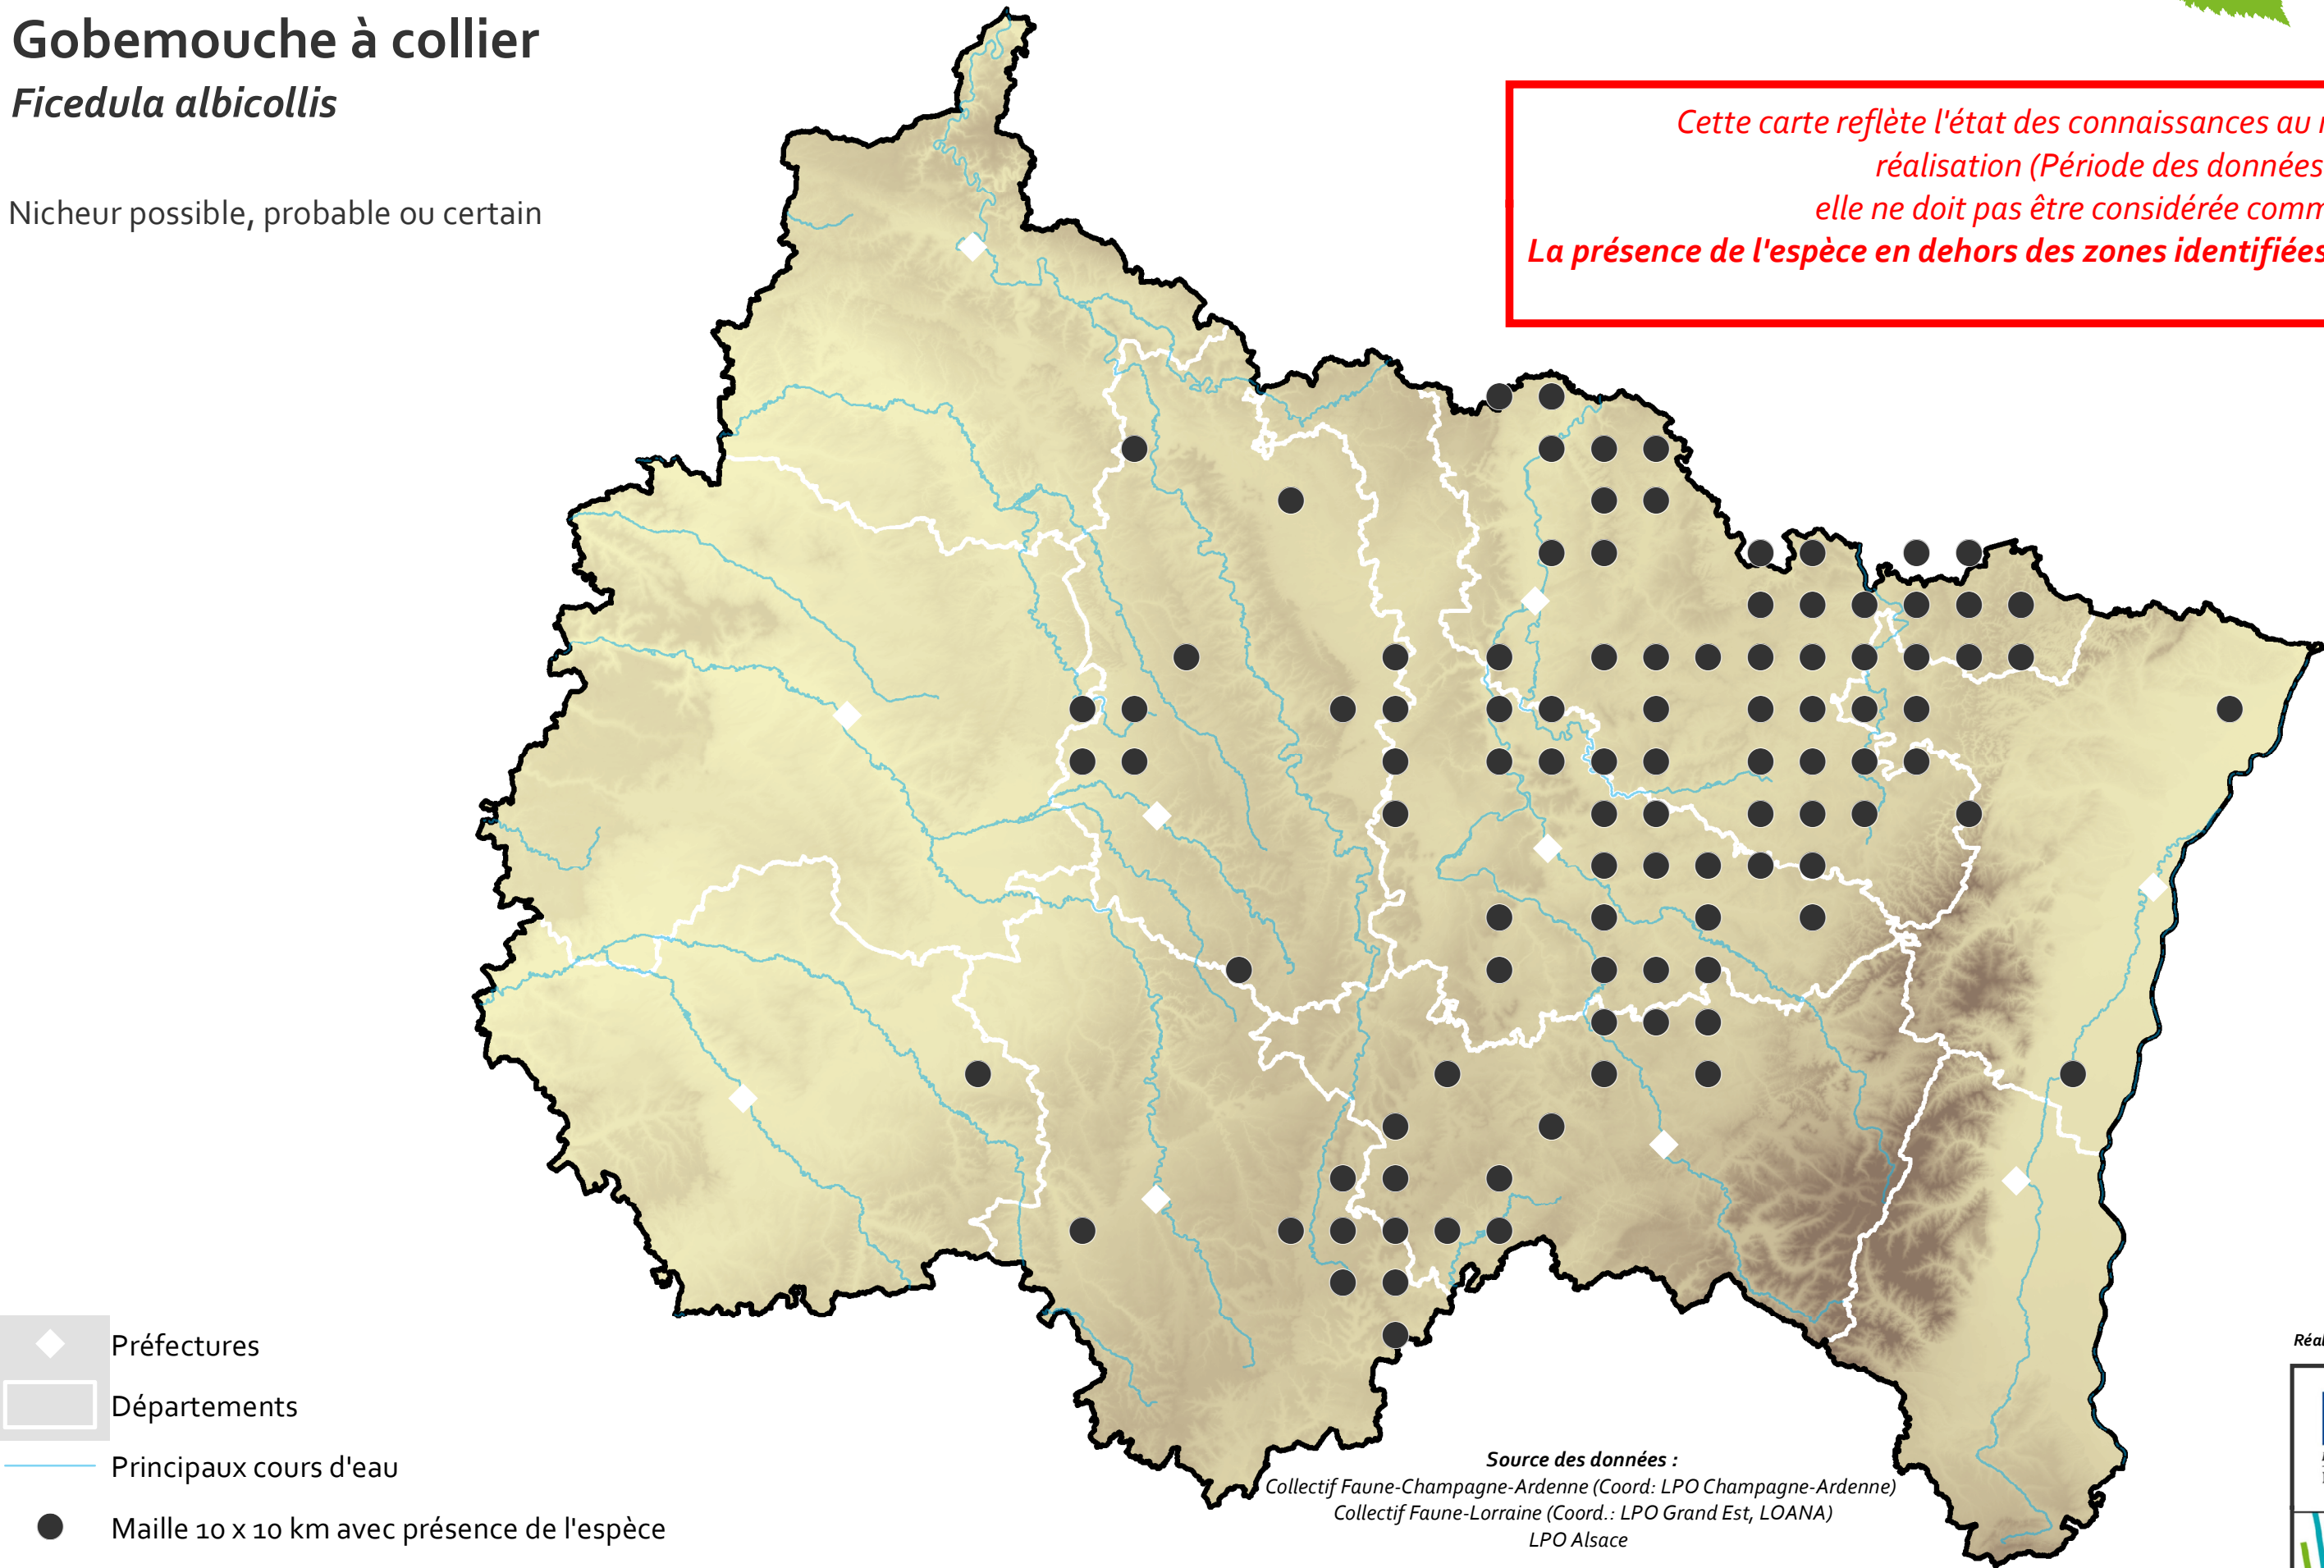 Gobemouche à collier
Ficedula albicollis
Nicheur possible, probable ou certain
Cette carte reflète l'état des connaissances au
réalisation (Période des données
elle ne doit pas être considérée comm
La présence de l'espèce en dehors des zones identifiées
Préfectures
Départements
Principaux cours d'eau
Maille 10 x 10 km avec présence de l'espèce
Source des données :
Collectif Faune-Champagne-Ardenne (Coord: LPO Champagne-Ardenne)
Collectif Faune-Lorraine (Coord.: LPO Grand Est, LOANA)
LPO Alsace
Réal